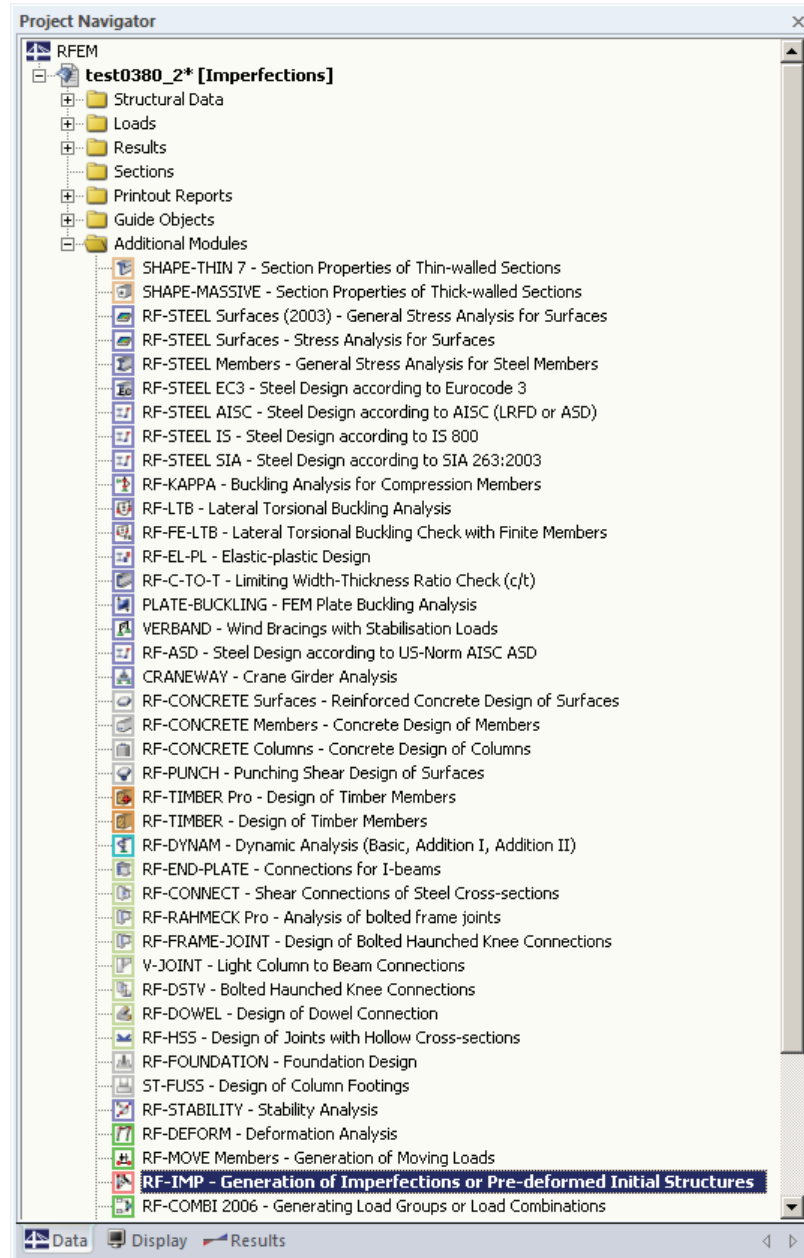 Project Navigator
RFEM
test0380_2* [Imperfections]
Structural Data
Loads
Results
Sections
Printout Reports
Guide Objects
Additional Modules
SHAPE-THIN 7 - Section Properties of Thin-walled Sections
SHAPE-MASSIVE - Section Properties of Thick-walled Sections
RF-STEEL Surfaces (2003) - General Stress Analysis for Surfaces
RF-STEEL Surfaces - Stress Analysis for Surfaces
RF-STEEL Members - General Stress Analysis for Steel Members
RF-STEEL EC3 - Steel Design according to Eurocode 3
RF-STEEL AISC - Steel Design according to AISC (LRFD or ASD)
RF-STEEL IS - Steel Design according to IS 800
RF-STEEL SIA - Steel Design according to SIA 263:2003
RF-KAPPA - Buckling Analysis for Compression Members
RF-LTB - Lateral Torsional Buckling Analysis
RF-FE-LTB - Lateral Torsional Buckling Check with Finite Members
RF-EL-PL - Elastic-plastic Design
RF-C-TO-T - Limiting Width-Thickness Ratio Check (c/t)
PLATE-BUCKLING - FEM Plate Buckling Analysis
VERBAND - Wind Bracings with Stabilisation Loads
RF-ASD - Steel Design according to US-Norm AISC ASD
CRANEWAY - Crane Girder Analysis
RF-CONCRETE Surfaces - Reinforced Concrete Design of Surfaces
RF-CONCRETE Members - Concrete Design of Members
RF-CONCRETE Columns - Concrete Design of Columns
RF-PUNCH - Punching Shear Design of Surfaces
RF-TIMBER Pro - Design of Timber Members
RF-TIMBER - Design of Timber Members
RF-DYNAM - Dynamic Analysis (Basic, Addition I, Addition II)
RF-END-PLATE - Connections for I-beams
RF-CONNECT - Shear Connections of Steel Cross-sections
RF-RAHMECK Pro - Analysis of bolted frame joints
RF-FRAME-JOINT - Design of Bolted Haunched Knee Connections
V-JOINT - Light Column to Beam Connections
RF-DSTV - Bolted Haunched Knee Connections
RF-DOWEL - Design of Dowel Connection
RF-HSS - Design of Joints with Hollow Cross-sections
RF-FOUNDATION - Foundation Design
ST-FUSS - Design of Column Footings
RF-STABILITY - Stability Analysis
RF-DEFORM - Deformation Analysis
RF-MOVE Members - Generation of Moving Loads
RF-IMP - Generation of Imperfections or Pre-deformed Initial Structures
RF-COMBI 2006 - Generating Load Groups or Load Combinations
Data Display Results